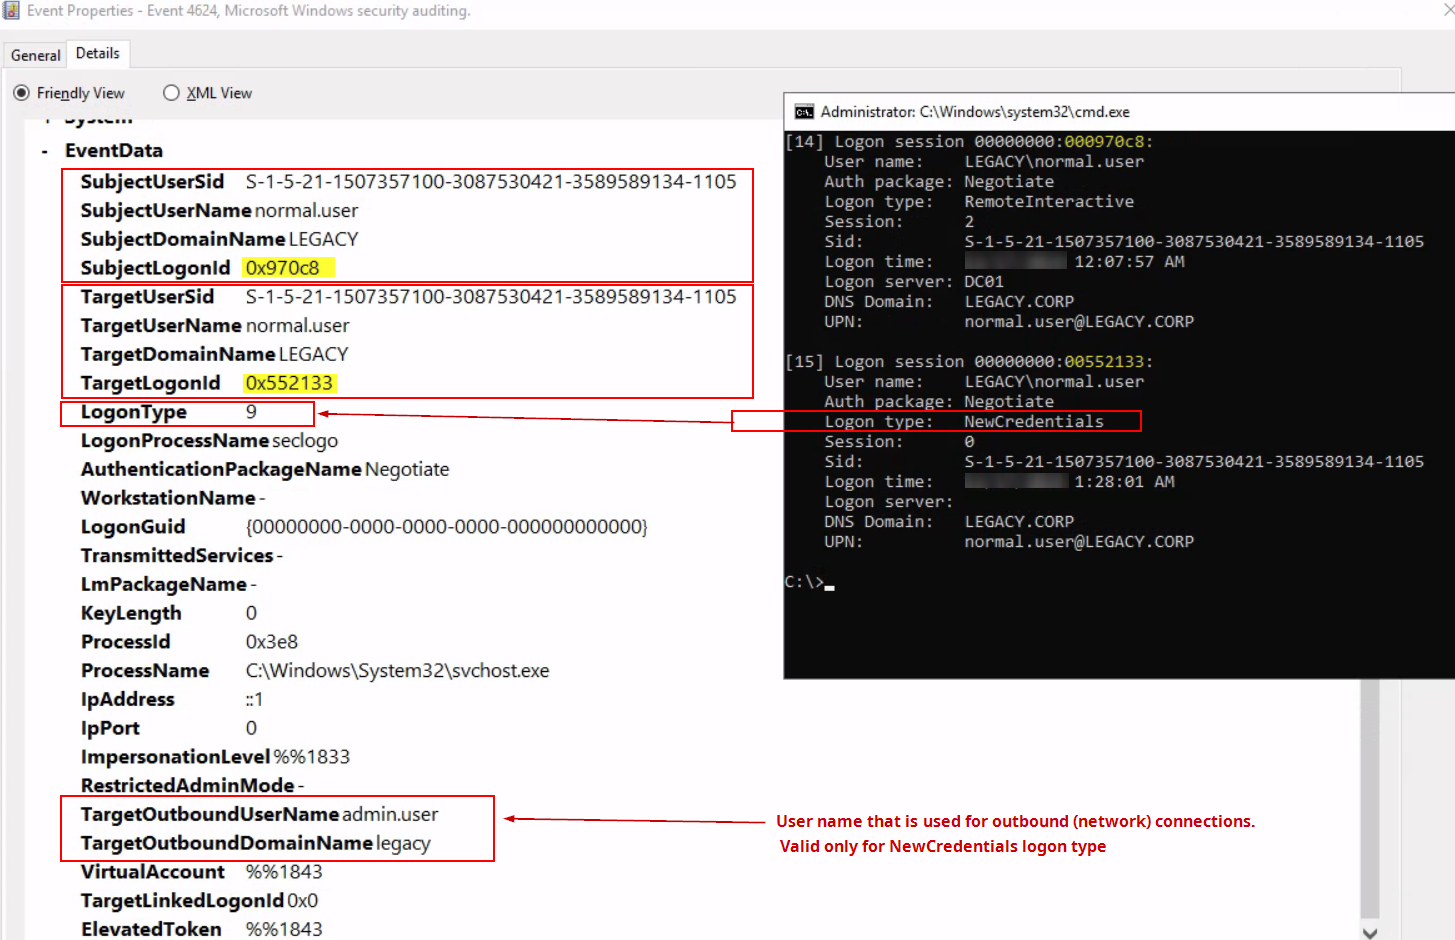 Event Properties - Event 4624, Microsoft Windows security auditing.
General Details
Friendly View XML View
+ System
- EventData
SubjectUserSid S-1-5-21-1507357100-3087530421-3589589134-1105
SubjectUserName normal.user
SubjectDomainName LEGACY
SubjectLogonId 0x970c8
TargetUserSid S-1-5-21-1507357100-3087530421-3589589134-1105
TargetUserName normal.user
TargetDomainName LEGACY
TargetLogonId 0x552133
LogonType 9
LogonProcessName seclogo
AuthenticationPackageName Negotiate
WorkstationName -
LogonGuid {00000000-0000-0000-0000-000000000000}
TransmittedServices -
LmPackageName -
KeyLength 0
ProcessId 0x3e8
ProcessName C:\Windows\System32\svchost.exe
IpAddress ::1
IpPort 0
ImpersonationLevel %%1833
RestrictedAdminMode -
TargetOutboundUserName admin.user
TargetOutboundDomainName legacy
VirtualAccount %%1843
TargetLinkedLogonId 0x0
ElevatedToken %%1843
Administrator: C:\Windows\system32\cmd.exe
[14] Logon session 00000000:000970c8:
User name: LEGACY\normal.user
Auth package: Negotiate
Logon type: RemoteInteractive
Session: 2
Sid: S-1-5-21-1507357100-3087530421-3589589134-1105
Logon time: 12:07:57 AM
Logon server: DC01
DNS Domain: LEGACY.CORP
UPN: normal.user@LEGACY.CORP
[15] Logon session 00000000:00552133:
User name: LEGACY\normal.user
Auth package: Negotiate
Logon type: NewCredentials
Session: 0
Sid: S-1-5-21-1507357100-3087530421-3589589134-1105
Logon time: 1:28:01 AM
Logon server:
DNS Domain: LEGACY.CORP
UPN: normal.user@LEGACY.CORP
C:\>
User name that is used for outbound (network) connections.
Valid only for NewCredentials logon type